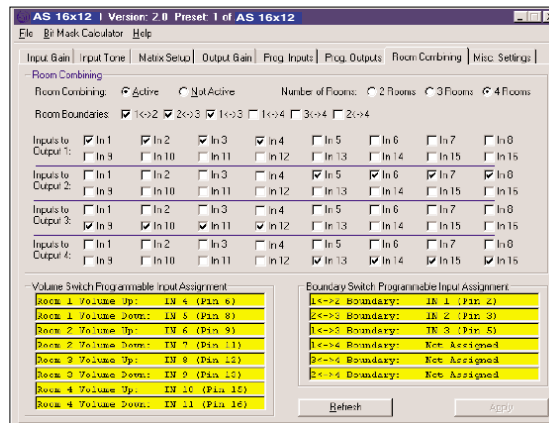 AS 16x12 | Version: 2.0 Preset: 1 of AS 16x12
File Bit Mask Calculator Help
Input Gain Input Tone Matrix Setup Output Gain Prog. Inputs Prog. Outputs Room Combining Misc. Settings
Room Combining
Room Combining: Active Not Active Number of Rooms: 2 Rooms 3 Rooms 4 Rooms
Room Boundaries: 1<->2 2<->3 1<->3 1<->4 3<->4 2<->4
Inputs to Output 1: In 1 In 2 In 3 In 4 In 5 In 6 In 7 In 8
In 9 In 10 In 11 In 12 In 13 In 14 In 15 In 16
Inputs to Output 2: In 1 In 2 In 3 In 4 In 5 In 6 In 7 In 8
In 9 In 10 In 11 In 12 In 13 In 14 In 15 In 16
Inputs to Output 3: In 1 In 2 In 3 In 4 In 5 In 6 In 7 In 8
In 9 In 10 In 11 In 12 In 13 In 14 In 15 In 16
Inputs to Output 4: In 1 In 2 In 3 In 4 In 5 In 6 In 7 In 8
In 9 In 10 In 11 In 12 In 13 In 14 In 15 In 16
Volume Switch Programmable Input Assignment
Room 1 Volume Up: IN 4 (Pin 6)
Room 1 Volume Down: IN 5 (Pin 8)
Room 2 Volume Up: IN 6 (Pin 9)
Room 2 Volume Down: IN 7 (Pin 11)
Room 3 Volume Up: IN 8 (Pin 12)
Room 3 Volume Down: IN 9 (Pin 13)
Room 4 Volume Up: IN 10 (Pin 15)
Room 4 Volume Down: IN 11 (Pin 16)
Boundary Switch Programmable Input Assignment
1<->2 Boundary: IN 1 (Pin 2)
2<->3 Boundary: IN 2 (Pin 3)
1<->3 Boundary: IN 3 (Pin 5)
1<->4 Boundary: Not Assigned
3<->4 Boundary: Not Assigned
2<->4 Boundary: Not Assigned
Refresh Apply